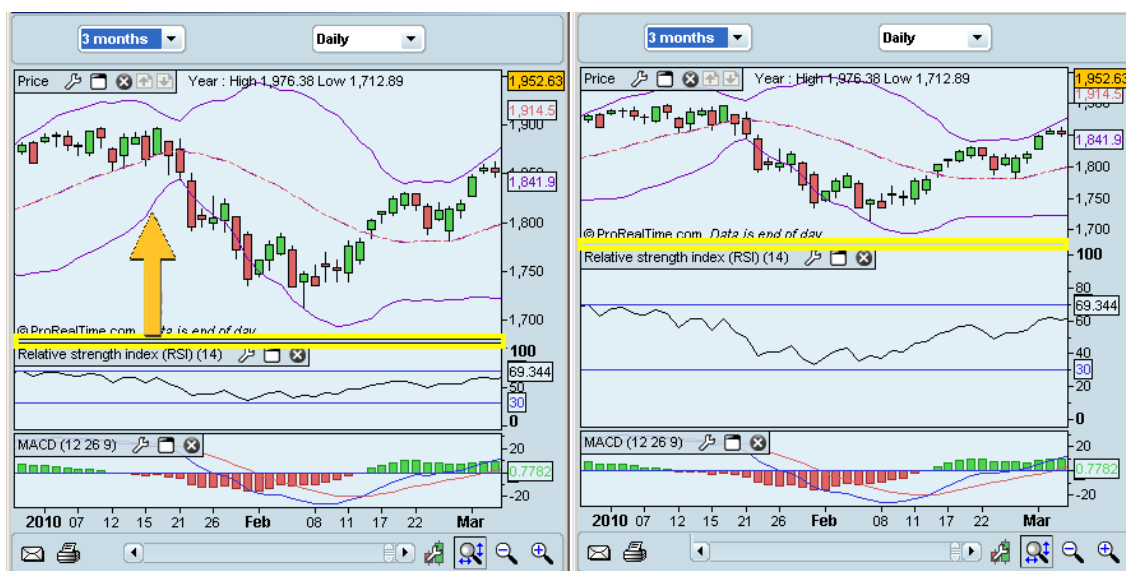 3 months
Daily
Price
Year : High 1,976.38 Low 1,712.89
1,952.63
1,914.5
1,900
1,850
1,841.9
1,800
1,750
1,700
© ProRealTime.com Data is end of day
Relative strength index (RSI) (14)
100
69.344
50
30
0
MACD (12 26 9)
20
0.7782
-20
2010 07 12 15 21 26 Feb 08 11 17 22 Mar
3 months
Daily
Price
Year : High 1,976.38 Low 1,712.89
1,952.63
1,914.5
1,841.9
1,800
1,750
1,700
© ProRealTime.com Data is end of day
Relative strength index (RSI) (14)
100
80
69.344
60
40
30
20
0
MACD (12 26 9)
20
0.7782
-20
2010 07 12 15 21 26 Feb 08 11 17 22 Mar